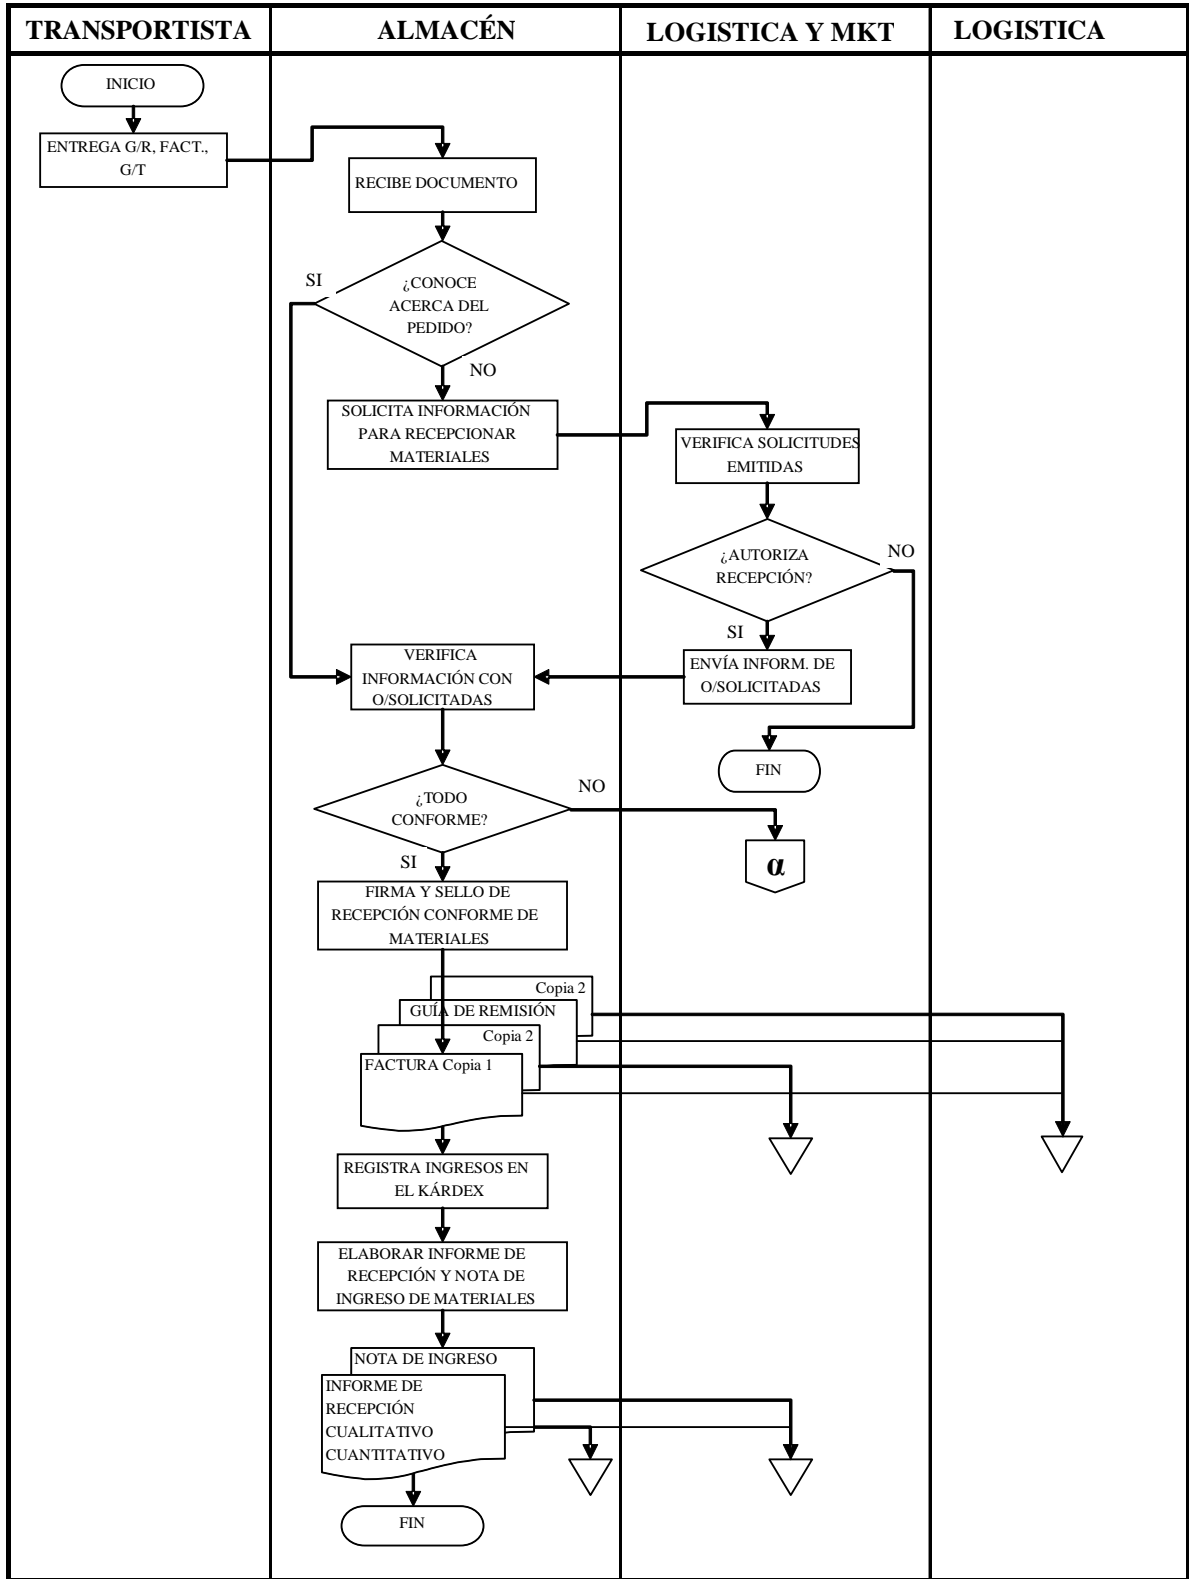 TRANSPORTISTA
ALMACÉN
LOGISTICA Y MKT
LOGISTICA
INICIO
ENTREGA G/R, FACT.,
G/T
RECIBE DOCUMENTO
SI
¿CONOCE
ACERCA DEL
PEDIDO?
NO
SOLICITA INFORMACIÓN
PARA RECEPCIONAR
MATERIALES
VERIFICA SOLICITUDES
EMITIDAS
¿AUTORIZA
RECEPCIÓN?
NO
SI
ENVÍA INFORM. DE
O/SOLICITADAS
VERIFICA
INFORMACIÓN CON
O/SOLICITADAS
FIN
¿TODO
CONFORME?
NO
α
SI
FIRMA Y SELLO DE
RECEPCIÓN CONFORME DE
MATERIALES
Copia 2
GUÍA DE REMISIÓN
Copia 2
FACTURA Copia 1
REGISTRA INGRESOS EN
EL KÁRDEX
ELABORAR INFORME DE
RECEPCIÓN Y NOTA DE
INGRESO DE MATERIALES
NOTA DE INGRESO
INFORME DE
RECEPCIÓN
CUALITATIVO
CUANTITATIVO
FIN